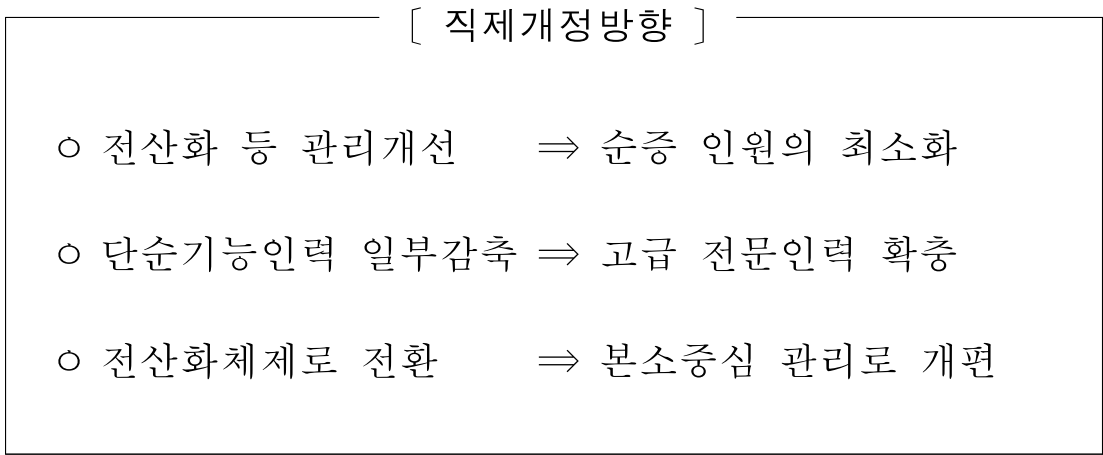 [ 직제개정방향 ]
ㅇ 전산화 등 관리개선 ⇒ 순증 인원의 최소화
ㅇ 단순기능인력 일부감축 ⇒ 고급 전문인력 확충
ㅇ 전산화체제로 전환 ⇒ 본소중심 관리로 개편